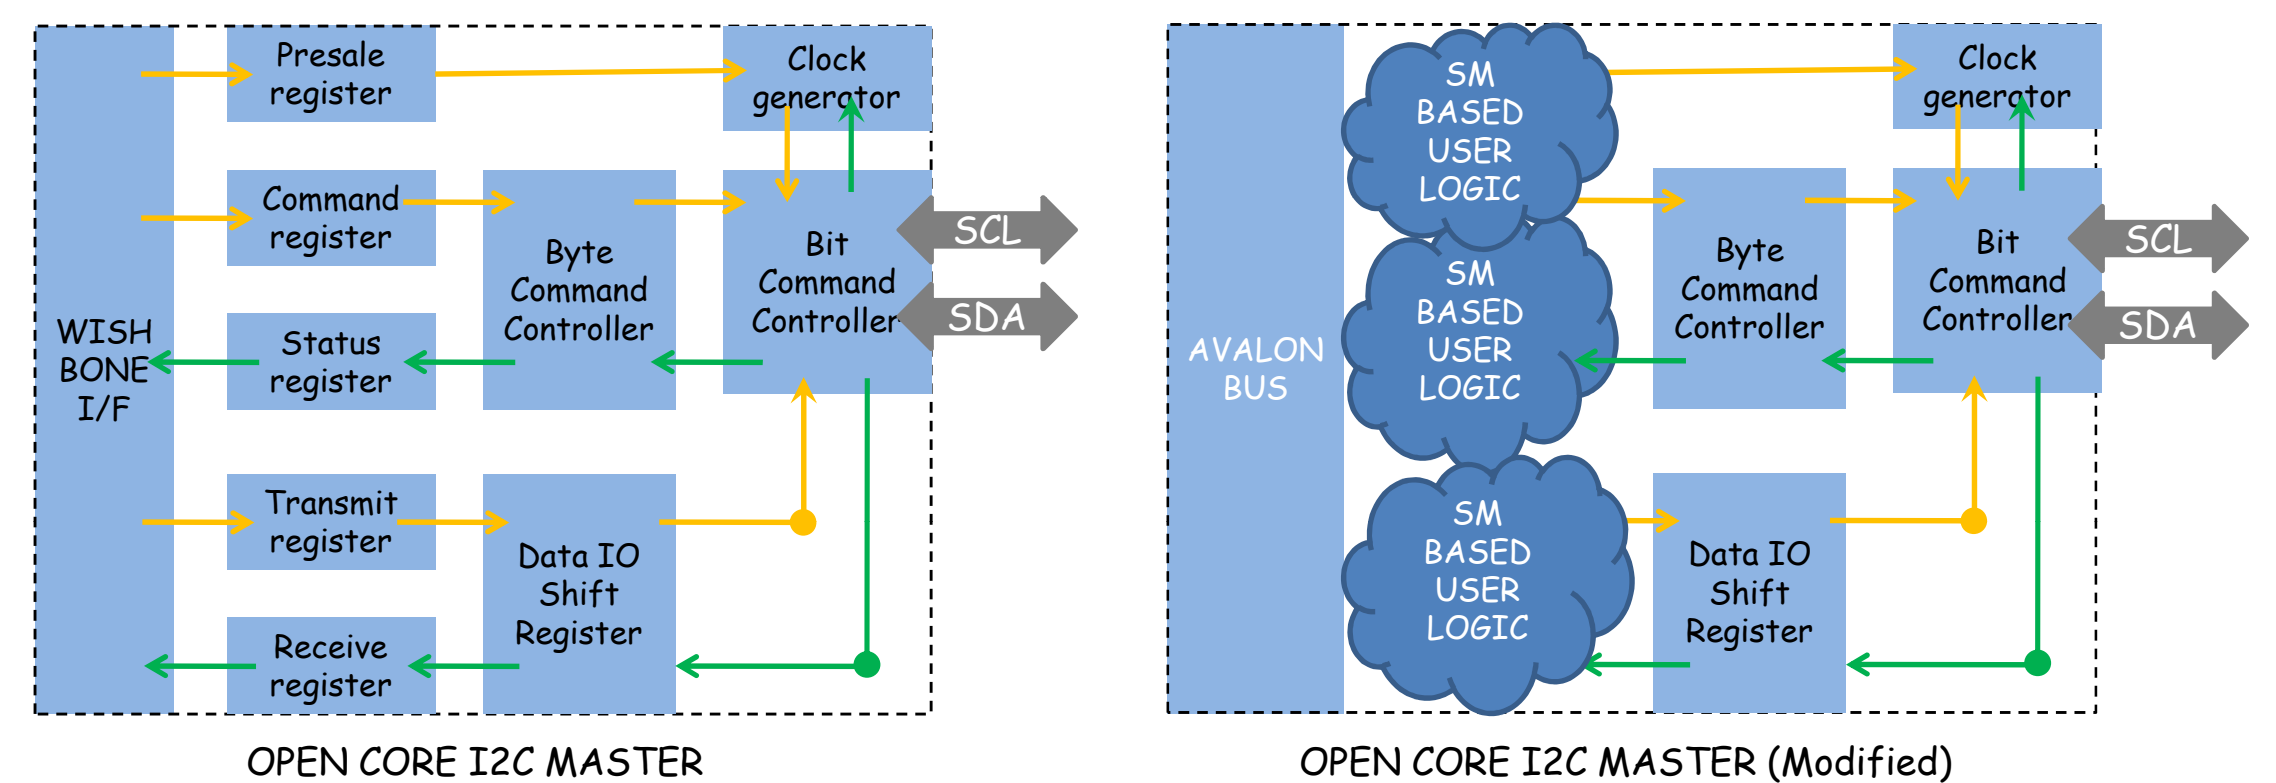 Presale
register
Clock
generator
Command
register
Byte
Command
Controller
Bit
Command
Controller
SCL
SDA
WISH
BONE
I/F
Status
register
Transmit
register
Data IO
Shift
Register
Receive
register
OPEN CORE I2C MASTER
AVALON
BUS
SM
BASED
USER
LOGIC
SM
BASED
USER
LOGIC
SM
BASED
USER
LOGIC
Clock
generator
Byte
Command
Controller
Bit
Command
Controller
SCL
SDA
Data IO
Shift
Register
OPEN CORE I2C MASTER (Modified)